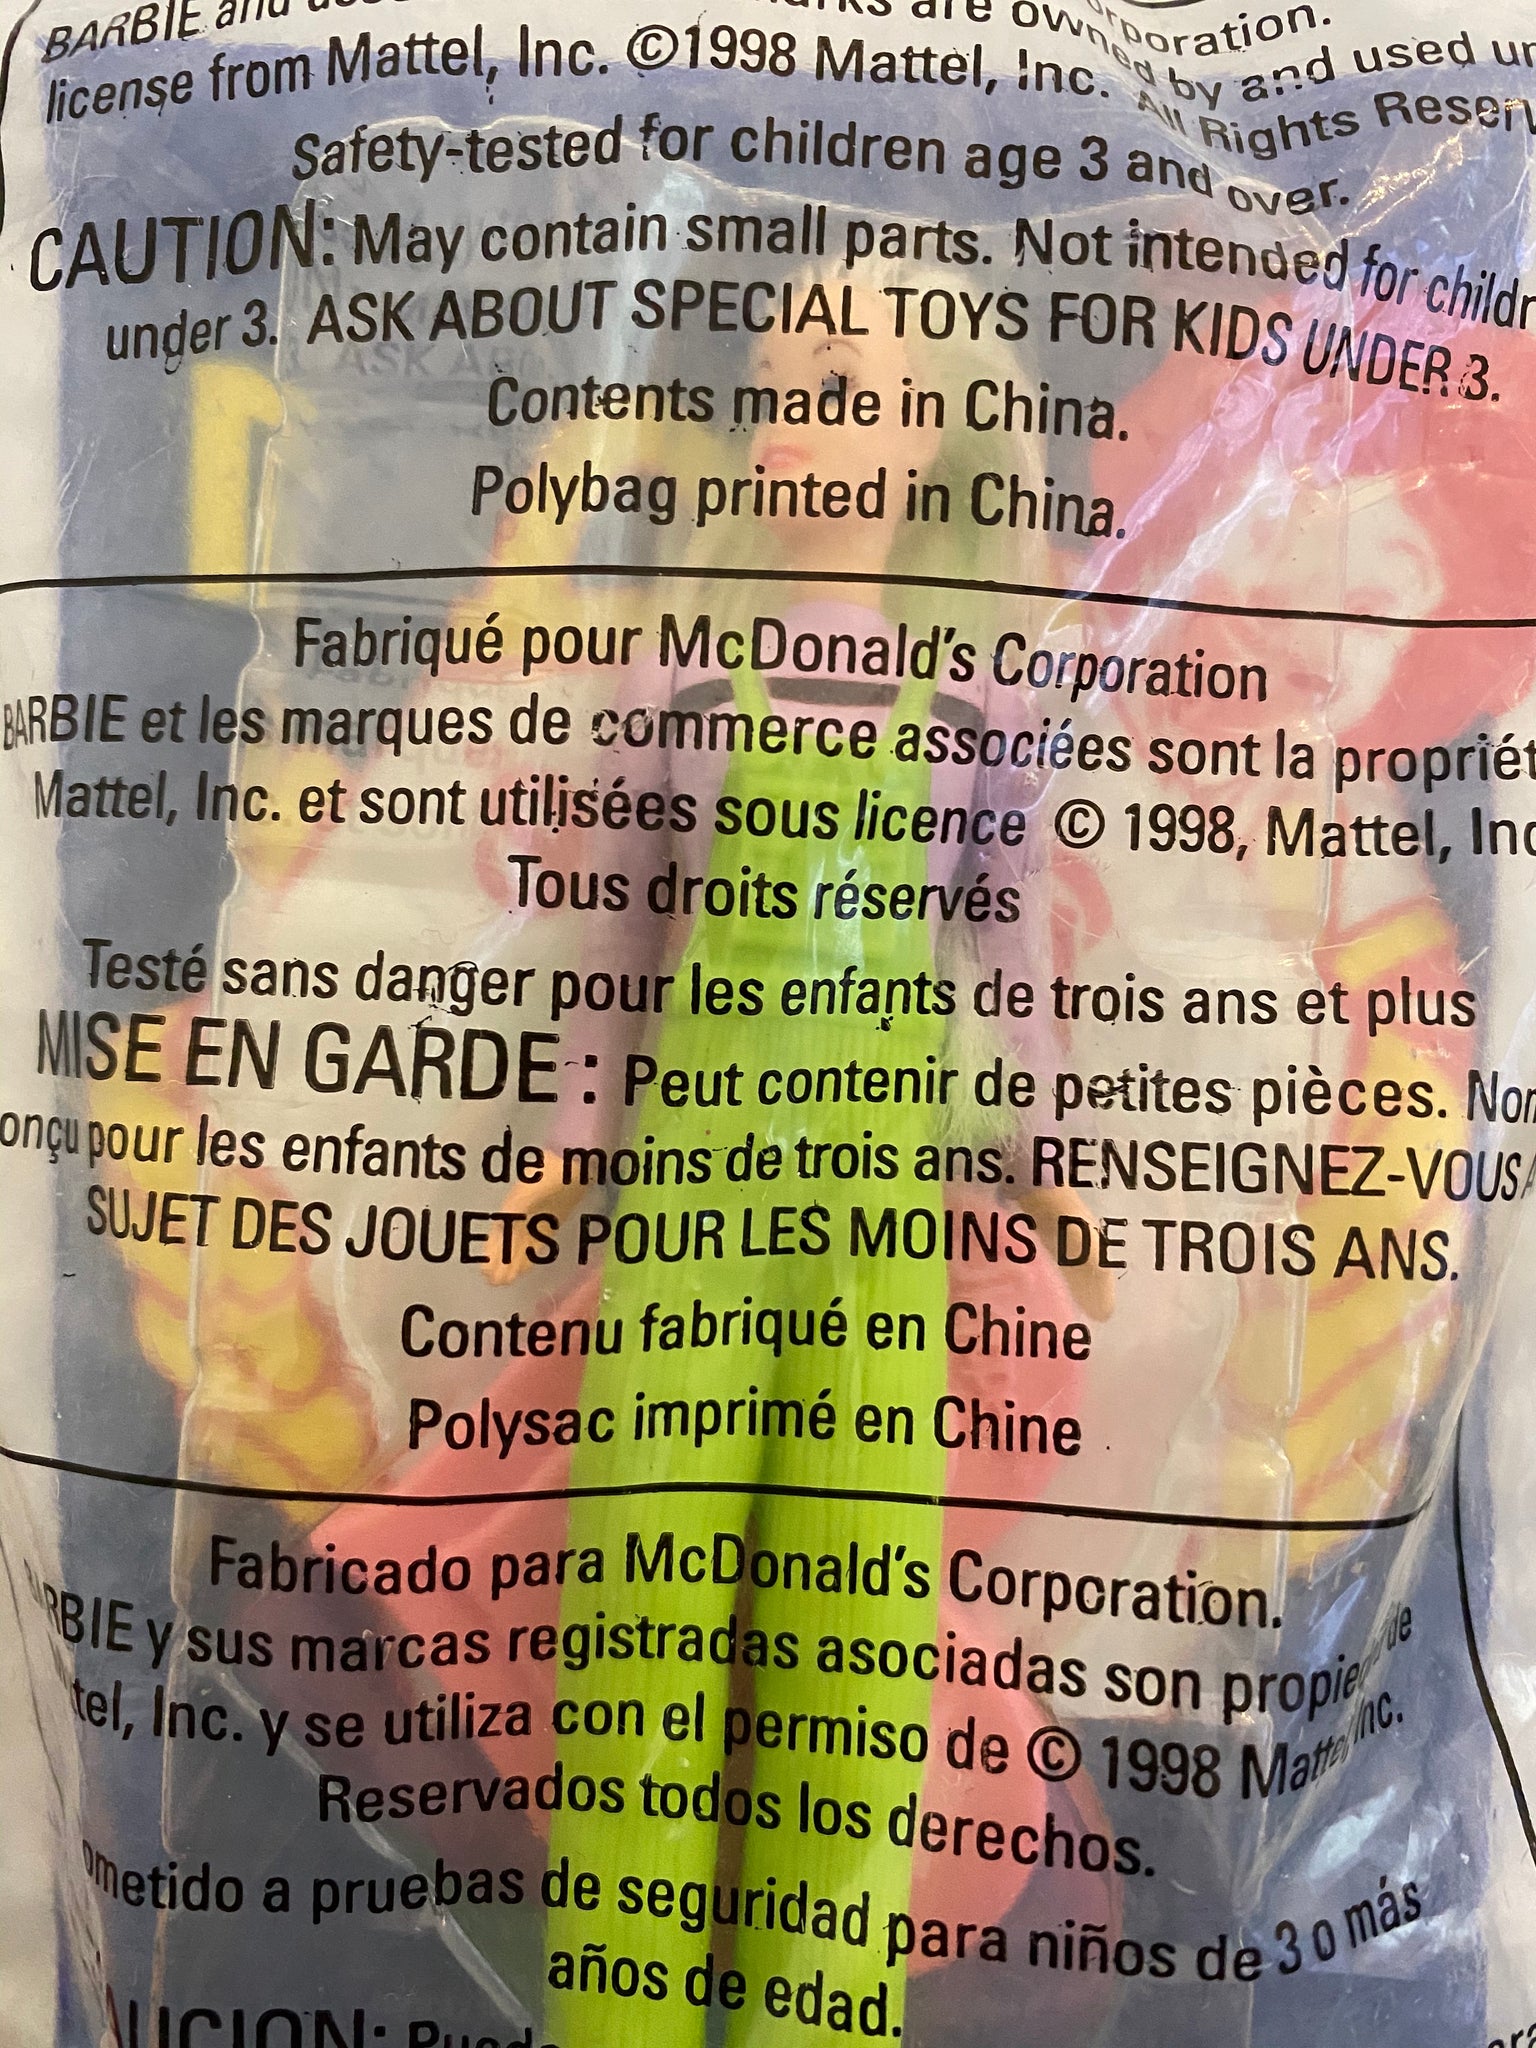 BARBIE and are owned by and used
license from Mattel, Inc. ©1998 Mattel, Inc. All Rights
Safety-tested for children age 3 and over.
CAUTION: May contain small parts. Not intended for
under 3. ASK ABOUT SPECIAL TOYS FOR KIDS UNDER 3.
Contents made in China.
Polybag printed in China.
Fabriqué pour McDonald's Corporation
BARBIE et les marques de commerce associées sont la
Mattel, Inc. et sont utilisées sous licence © 1998, Mattel,
Tous droits réservés
Testé sans danger pour les enfants de trois ans et plus
MISE EN GARDE : Peut contenir de petites pièces.
pour les enfants de moins de trois ans. RENSEIGNEZ-VOUS
SUJET DES JOUETS POUR LES MOINS DE TROIS ANS.
Contenu fabriqué en Chine
Polysac imprimé en Chine
Fabricado para McDonald's Corporation.
y sus marcas registradas asociadas son
Inc. y se utiliza con el permiso de © 1998 Mattel, Inc.
Reservados todos los derechos.
a pruebas de seguridad para niños de 3 o más
años de edad.